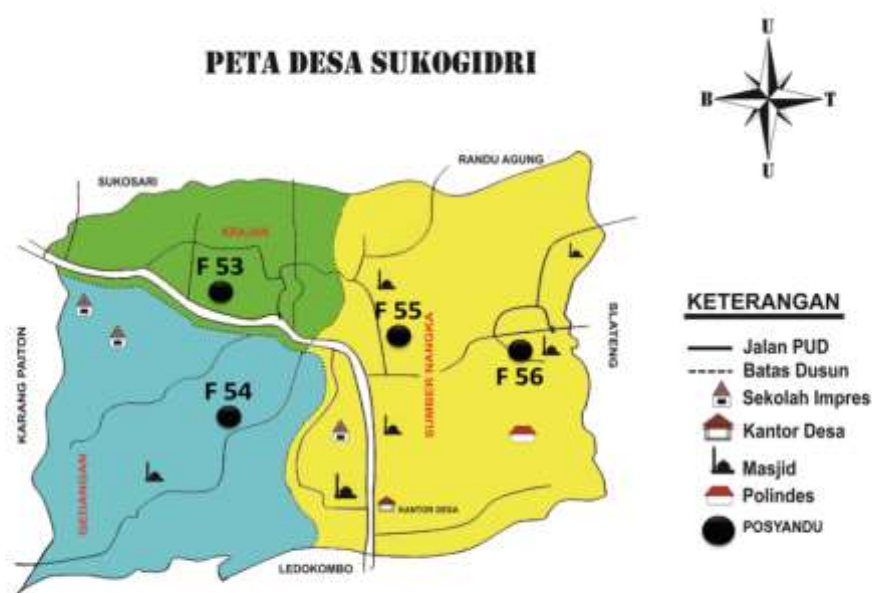 PETA DESA SUKOGIDRI
U
B
T
U
RANDU AGUNG
SUKOSARI
KRAJAN
F 53
F 55
F 56
F 54
SUMBER NANGKA
SLATENG
KARANG PAITON
KANTOR DESA
LEDOKOMBO
KETERANGAN
Jalan PUD
Batas Dusun
Sekolah Impres
Kantor Desa
Masjid
Polindes
POSYANDU